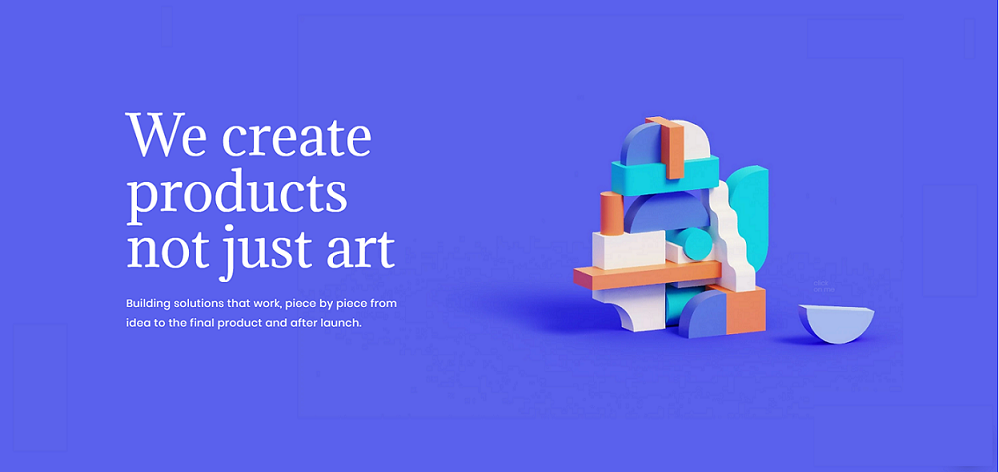 We create
products
not just art
Building solutions that work, piece by piece from
idea to the final product and after launch.